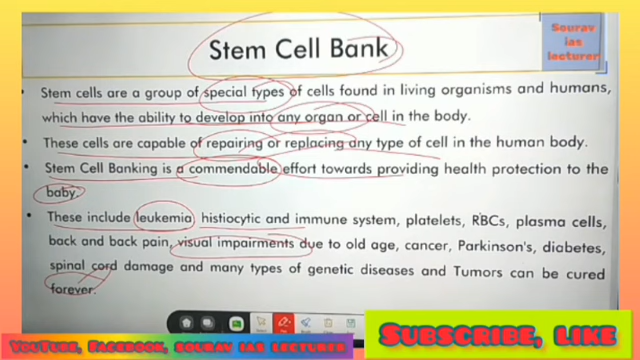 Stem Cell Bank
Sourav
ias
lecturer
• Stem cells are a group of special types of cells found in living organisms and humans,
which have the ability to develop into any organ or cell in the body.
• These cells are capable of repairing or replacing any type of cell in the human body.
• Stem Cell Banking is a commendable effort towards providing health protection to the
baby.
• These include leukemia histiocytic and immune system, platelets, RBCs, plasma cells,
back and back pain, visual impairments due to old age, cancer, Parkinson's, diabetes,
spinal cord damage and many types of genetic diseases and Tumors can be cured
forever.
YouTube, Facebook, sourav ias lecturer
Subscribe, like